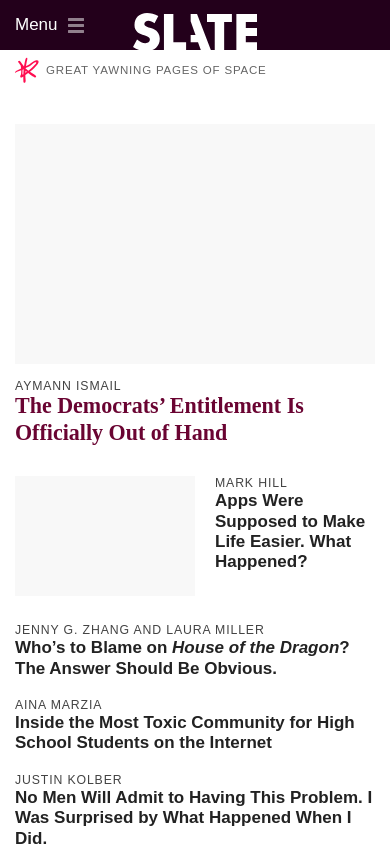 Menu
SLATE
GREAT YAWNING PAGES OF SPACE
AYMANN ISMAIL
The Democrats’ Entitlement Is
Officially Out of Hand
MARK HILL
Apps Were
Supposed to Make
Life Easier. What
Happened?
JENNY G. ZHANG AND LAURA MILLER
Who’s to Blame on House of the Dragon?
The Answer Should Be Obvious.
AINA MARZIA
Inside the Most Toxic Community for High
School Students on the Internet
JUSTIN KOLBER
No Men Will Admit to Having This Problem. I
Was Surprised by What Happened When I
Did.